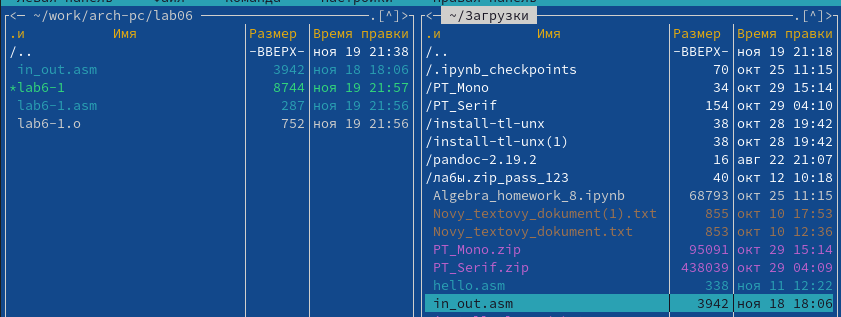 ~/work/arch-pc/lab06 .[^]>
.и Имя Размер Время правки
/.. -ВВЕРХ- ноя 19 21:38
in_out.asm 3942 ноя 18 18:06
*lab6-1 8744 ноя 19 21:57
lab6-1.asm 287 ноя 19 21:56
lab6-1.o 752 ноя 19 21:56
~/Загрузки .[^]>
.и Имя Размер Время правки
/.. -ВВЕРХ- ноя 19 21:18
/.ipynb_checkpoints 70 окт 25 11:15
/PT_Mono 34 окт 29 15:14
/PT_Serif 154 окт 29 04:10
/install-tl-unx 38 окт 28 19:42
/install-tl-unx(1) 38 окт 28 19:42
/pandoc-2.19.2 16 авг 22 21:07
/лабы.zip_pass_123 40 окт 12 10:18
Algebra_homework_8.ipynb 68793 окт 25 11:15
Novy_textovy_dokument(1).txt 855 окт 10 17:53
Novy_textovy_dokument.txt 853 окт 10 12:36
PT_Mono.zip 95091 окт 29 15:14
PT_Serif.zip 438039 окт 29 04:09
hello.asm 338 ноя 11 12:22
in_out.asm 3942 ноя 18 18:06